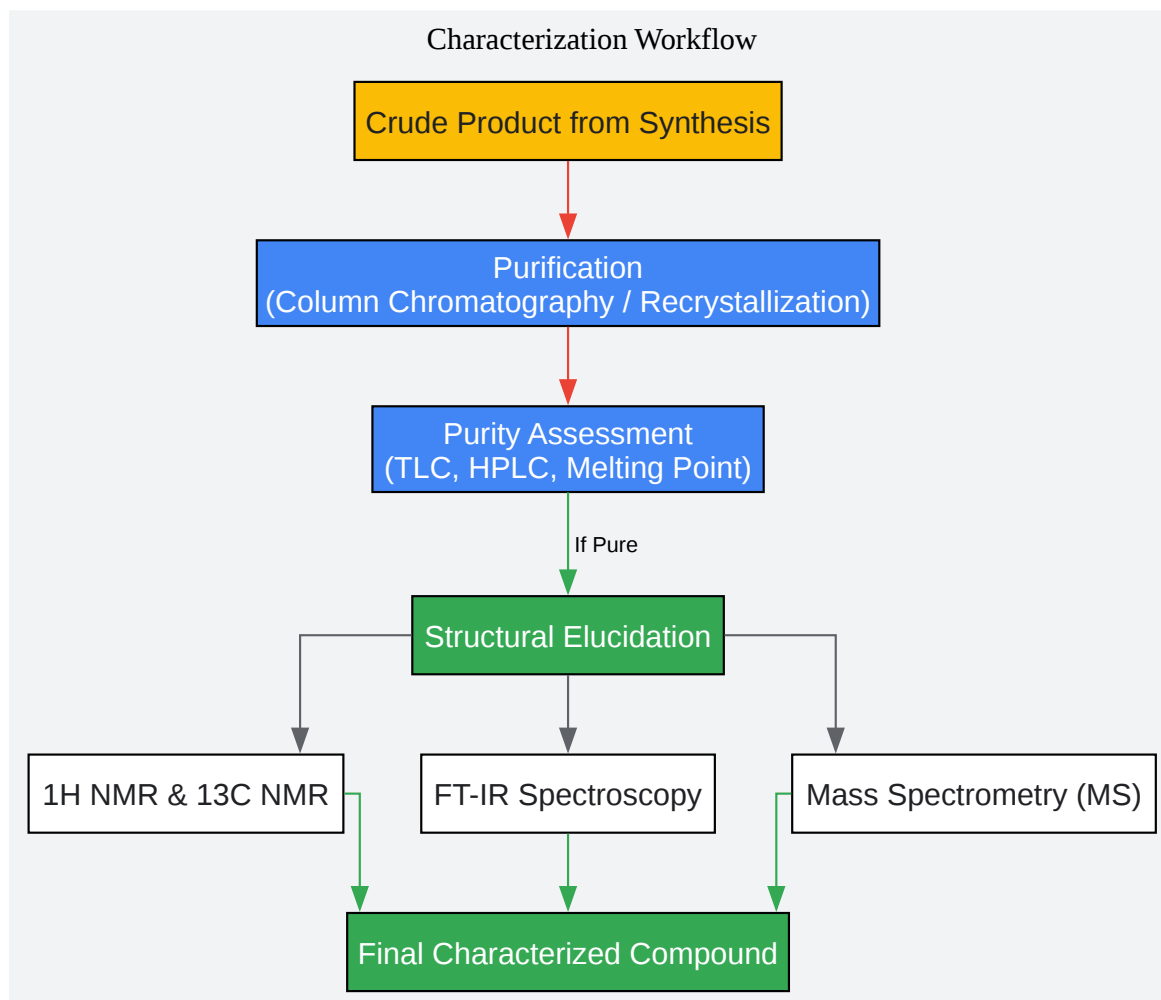 Characterization Workflow
Crude Product from Synthesis
Purification
(Column Chromatography / Recrystallization)
Purity Assessment
(TLC, HPLC, Melting Point)
If Pure
Structural Elucidation
1H NMR & 13C NMR
FT-IR Spectroscopy
Mass Spectrometry (MS)
Final Characterized Compound